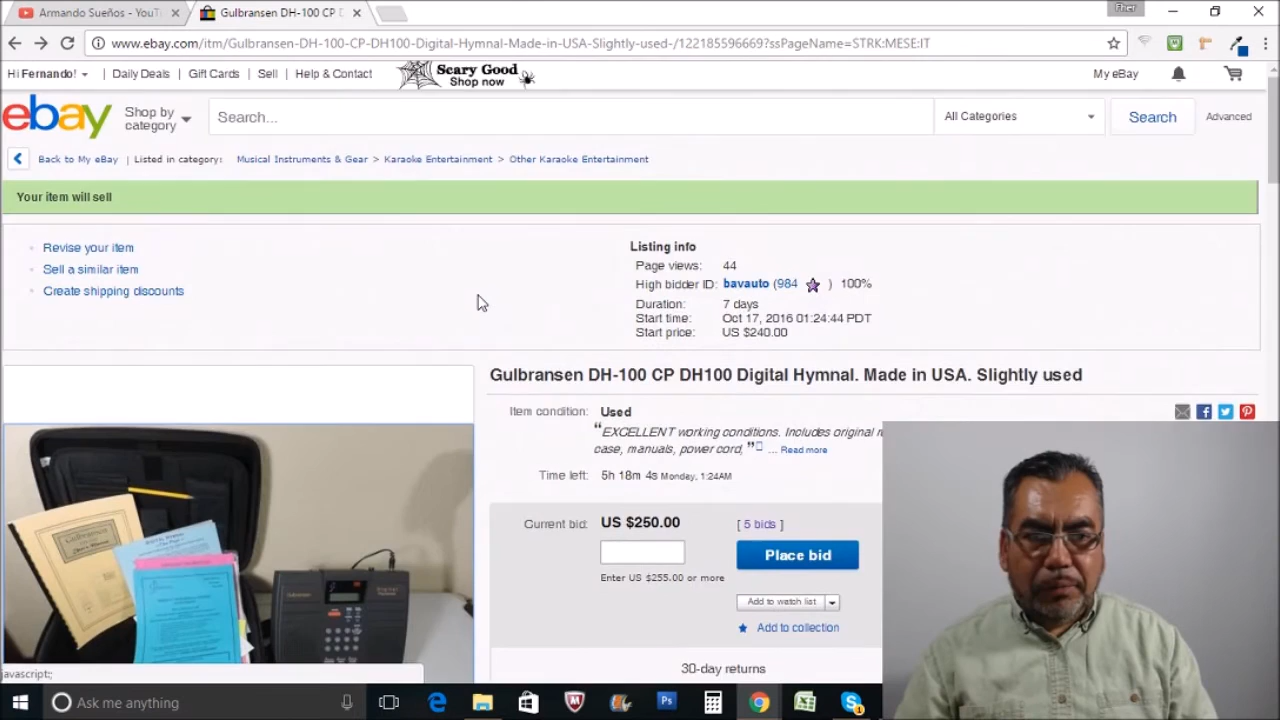 Armando Sueños - YouT
Gulbransen DH-100 CP D
Fher
www.ebay.com/itm/Gulbransen-DH-100-CP-DH100-Digital-Hymnal-Made-in-USA-Slightly-used-/122185596669?ssPageName=STRK:MESE:IT
Hi Fernando! Daily Deals Gift Cards Sell Help & Contact
Scary Good
Shop now
My eBay
ebay
Shop by
category
Search...
All Categories
Search
Advanced
Back to My eBay | Listed in category: Musical Instruments & Gear > Karaoke Entertainment > Other Karaoke Entertainment
Your item will sell
Revise your item
Sell a similar item
Create shipping discounts
Listing info
Page views: 44
High bidder ID: bavauto (984 ) 100%
Duration: 7 days
Start time: Oct 17, 2016 01:24:44 PDT
Start price: US $240.00
Gulbransen DH-100 CP DH100 Digital Hymnal. Made in USA. Slightly used
Item condition: Used
“EXCELLENT working conditions. Includes original
case, manuals, power cord, ” ... Read more
Time left: 5h 18m 4s Monday, 1:24AM
Current bid: US $250.00 [ 5 bids ]
Place bid
Enter US $255.00 or more
Add to watch list
Add to collection
30-day returns
javascript:;
Ask me anything